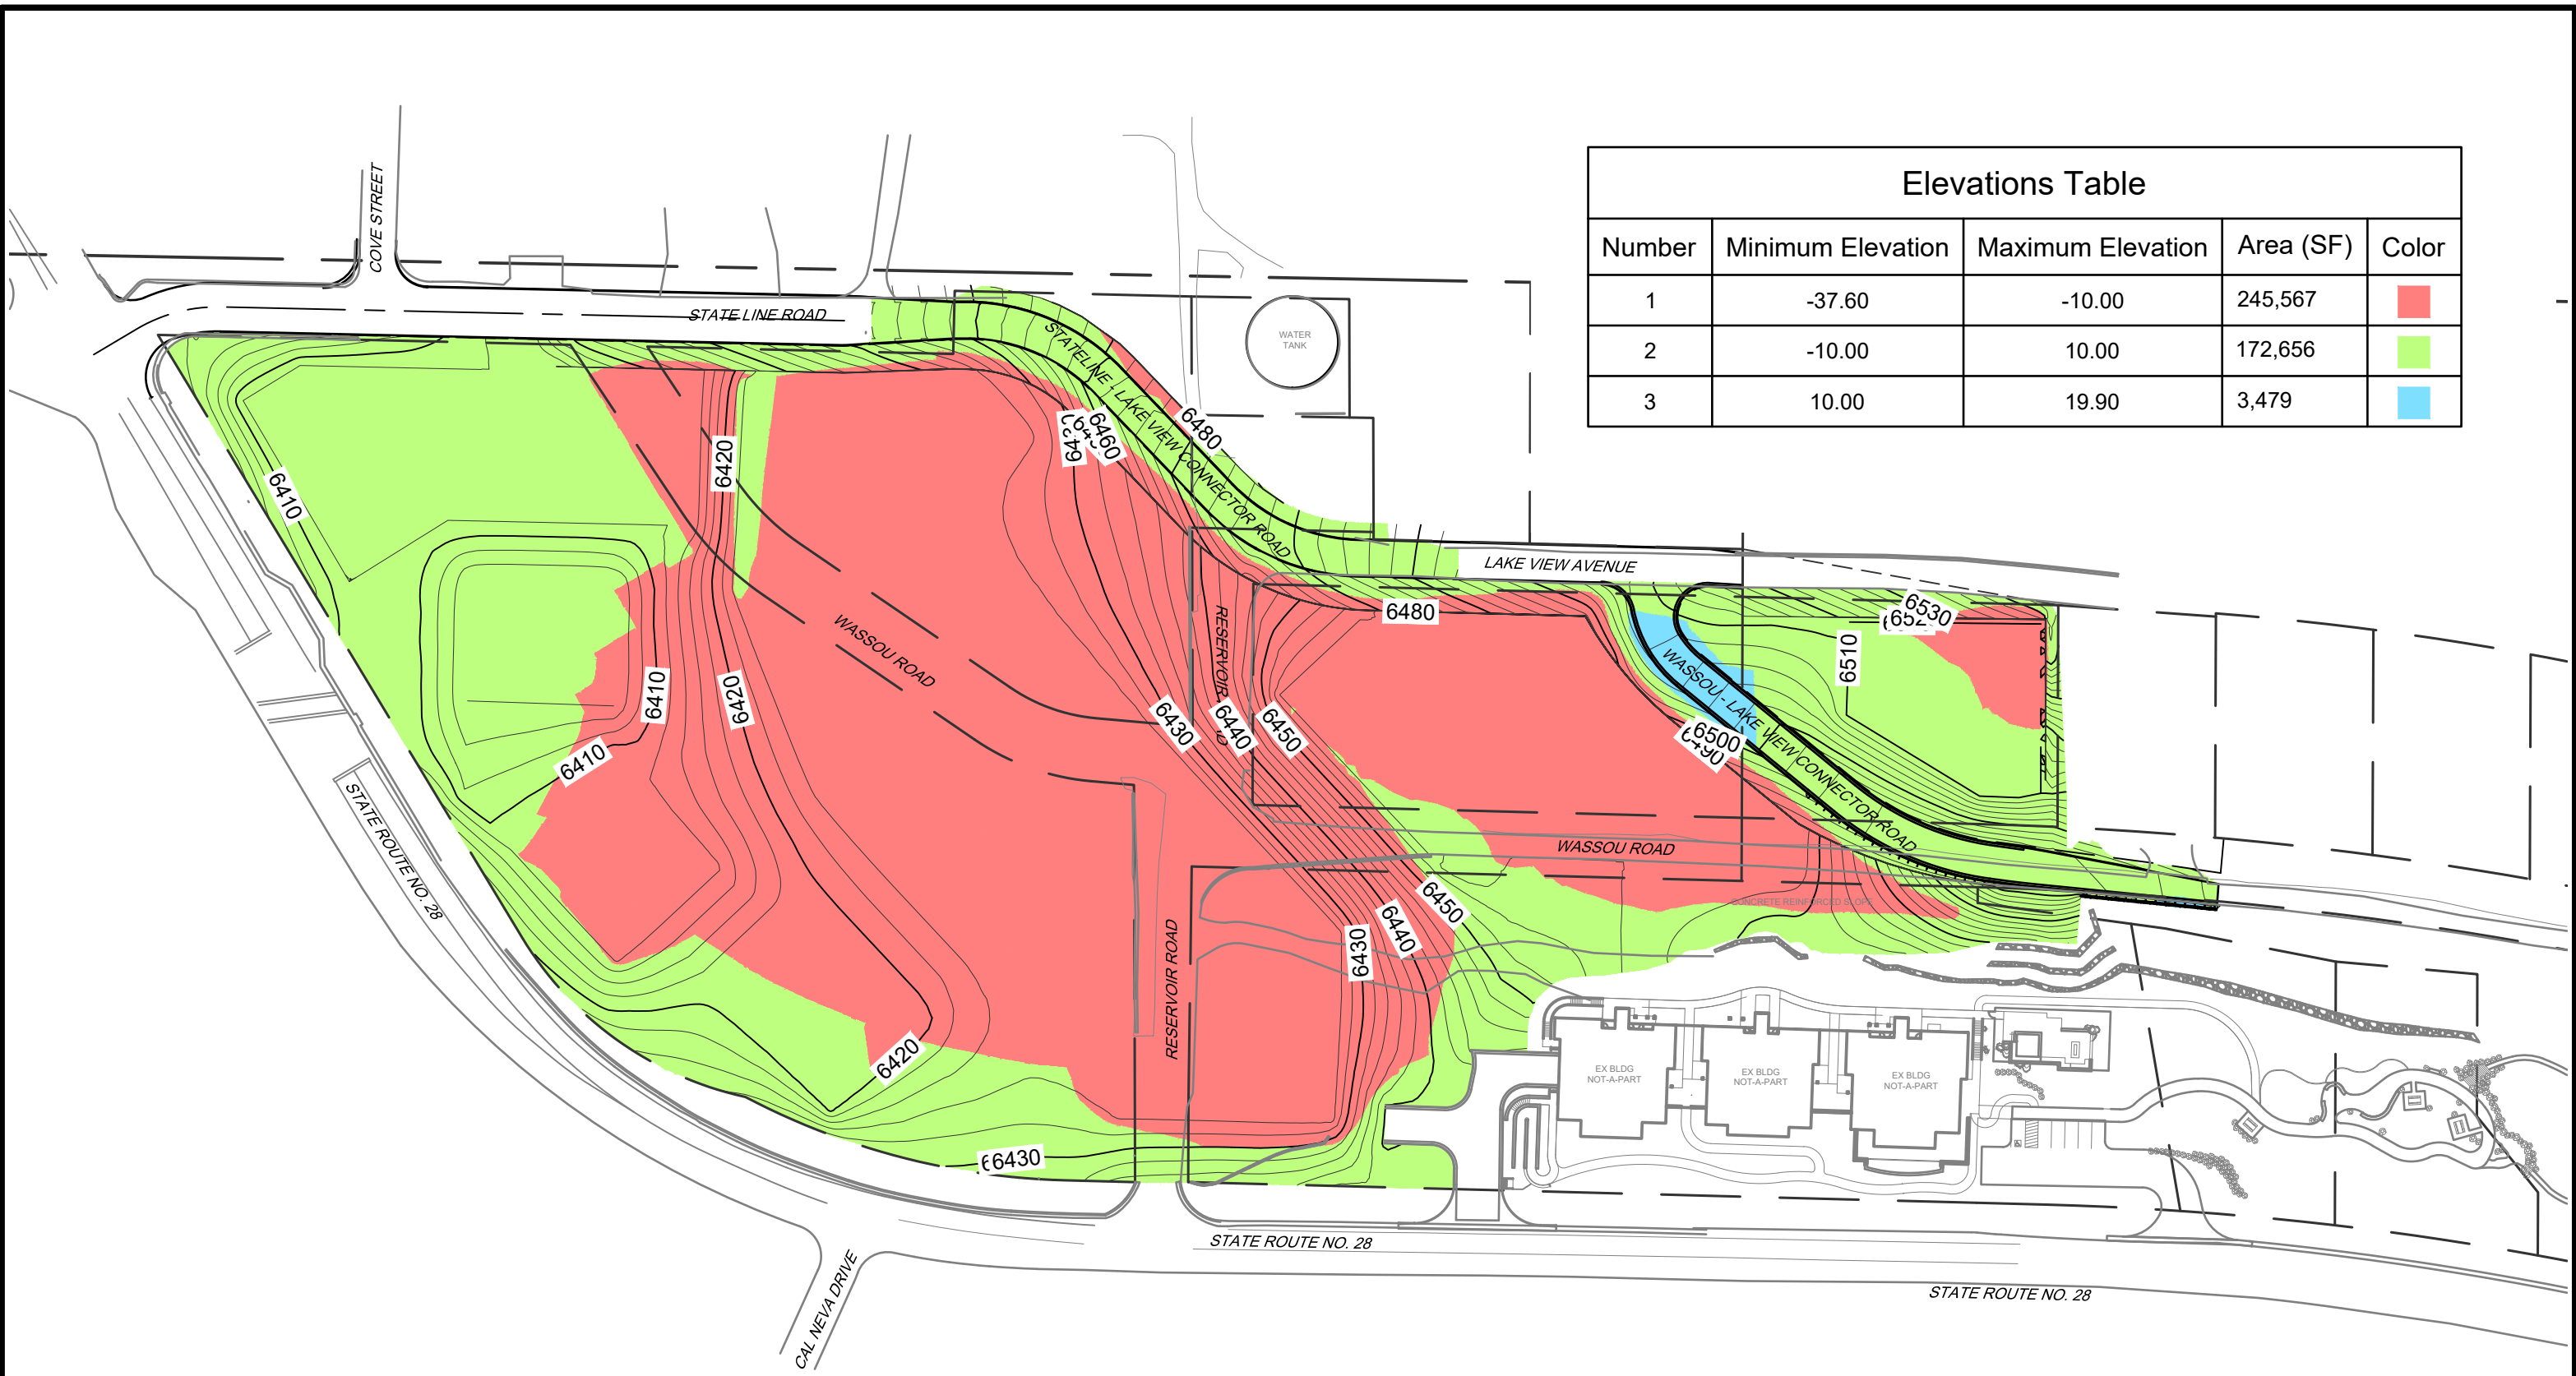 Elevations Table
Number Minimum Elevation Maximum Elevation Area (SF) Color
1 -37.60 -10.00 245,567
2 -10.00 10.00 172,656
3 10.00 19.90 3,479
COVE STREET
STATE LINE ROAD
WATER
TANK
STATELINE - LAKE VIEW CONNECTOR ROAD
6460
6480
6420
6410
LAKE VIEW AVENUE
6480
6530
6510
WASSOU ROAD
RESERVOIR
WASSOU - LAKE VIEW CONNECTOR ROAD
6410
6420
6430
6440
6450
6500
6490
6410
STATE ROUTE NO. 28
WASSOU ROAD
CONCRETE REINFORCED SLOPE
6450
6440
6430
RESERVOIR ROAD
6420
EX BLDG
NOT-A-PART
EX BLDG
NOT-A-PART
EX BLDG
NOT-A-PART
6430
STATE ROUTE NO. 28
CAL NEVA DRIVE
STATE ROUTE NO. 28